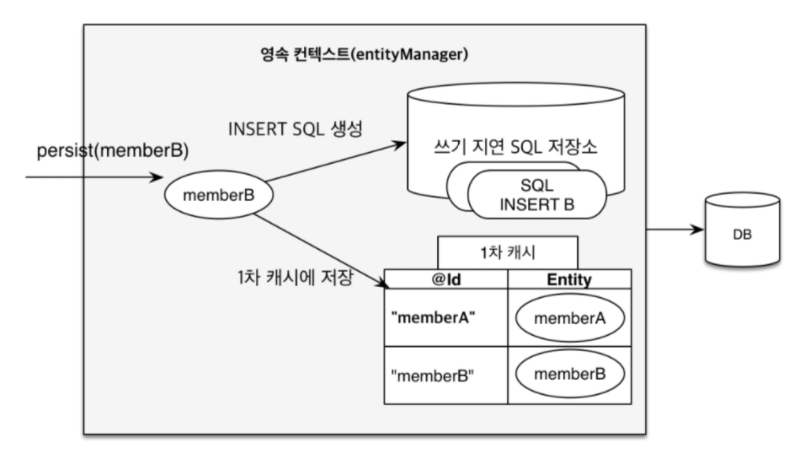 영속 컨텍스트(entityManager)
INSERT SQL 생성
persist(memberB)
쓰기 지연 SQL 저장소
memberB
SQL
INSERT B
DB
1차 캐시
1차 캐시에 저장
@Id Entity
"memberA" memberA
"memberB" memberB